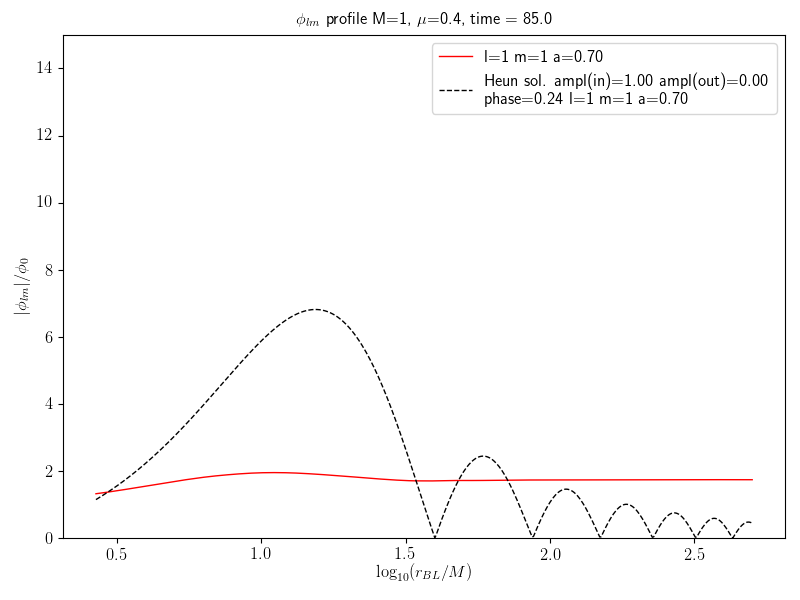 ϕ_lm profile M=1, μ=0.4, time = 85.0
l=1 m=1 a=0.70
Heun sol. ampl(in)=1.00 ampl(out)=0.00
phase=0.24 l=1 m=1 a=0.70
|ϕ_lm|/ϕ_0
14
12
10
8
6
4
2
0
0.5 1.0 1.5 2.0 2.5
log_10(r_BL/M)